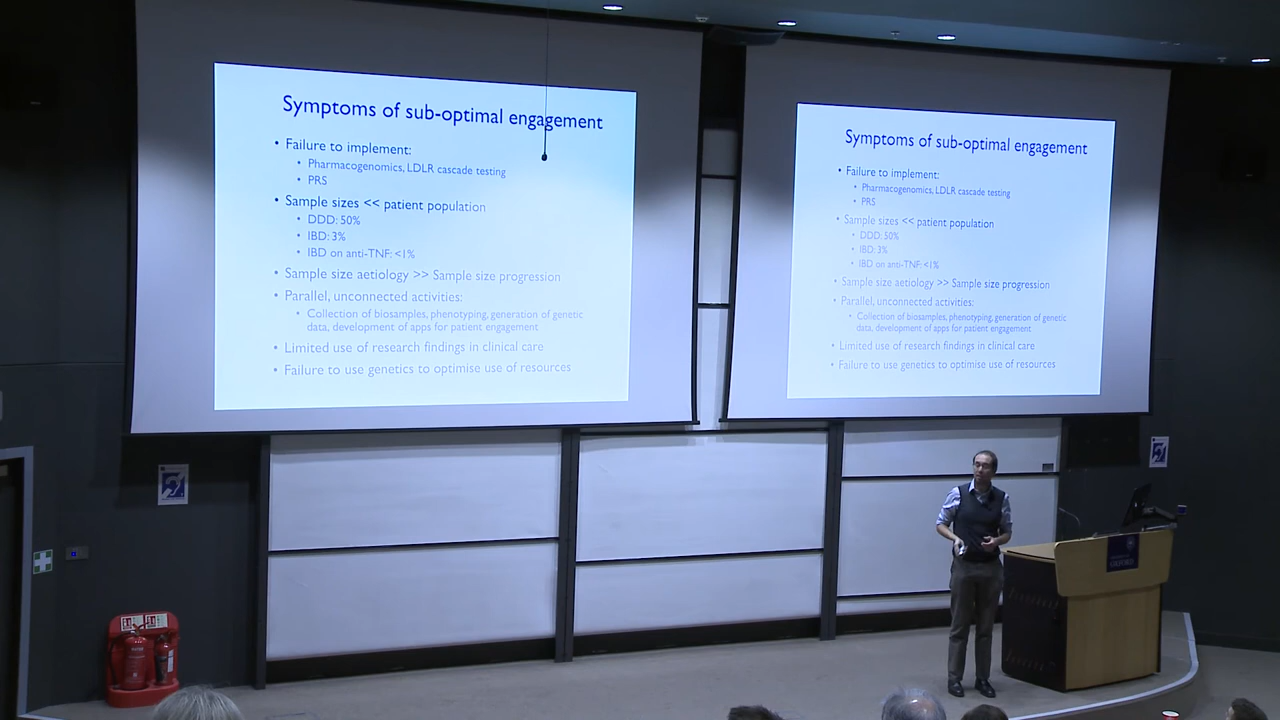 Symptoms of sub-optimal engagement
• Failure to implement:
• Pharmacogenomics, LDLR cascade testing
• PRS
• Sample sizes << patient population
• DDD: 50%
• IBD: 3%
• IBD on anti-TNF: <1%
• Sample size aetiology >> Sample size progression
• Parallel, unconnected activities:
• Collection of biosamples, phenotyping, generation of genetic
data, development of apps for patient engagement
• Limited use of research findings in clinical care
• Failure to use genetics to optimise use of resources
Symptoms of sub-optimal engagement
• Failure to implement:
• Pharmacogenomics, LDLR cascade testing
• PRS
• Sample sizes << patient population
• DDD: 50%
• IBD: 3%
• IBD on anti-TNF: <1%
• Sample size aetiology >> Sample size progression
• Parallel, unconnected activities:
• Collection of biosamples, phenotyping, generation of genetic
data, development of apps for patient engagement
• Limited use of research findings in clinical care
• Failure to use genetics to optimise use of resources
OXFORD